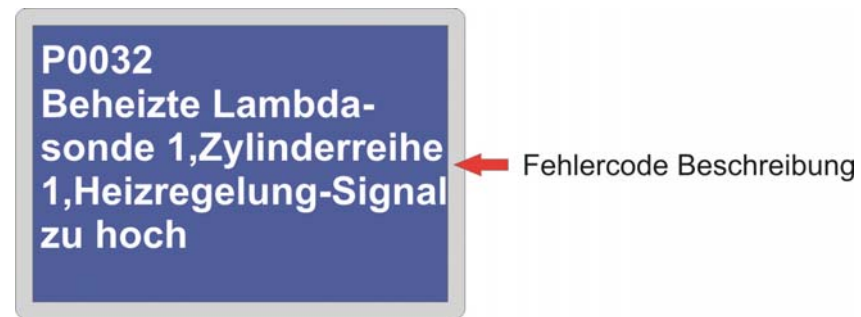 P0032
Beheizte Lambda-
sonde 1,Zylinderreihe
1,Heizregelung-Signal
zu hoch
Fehlercode Beschreibung